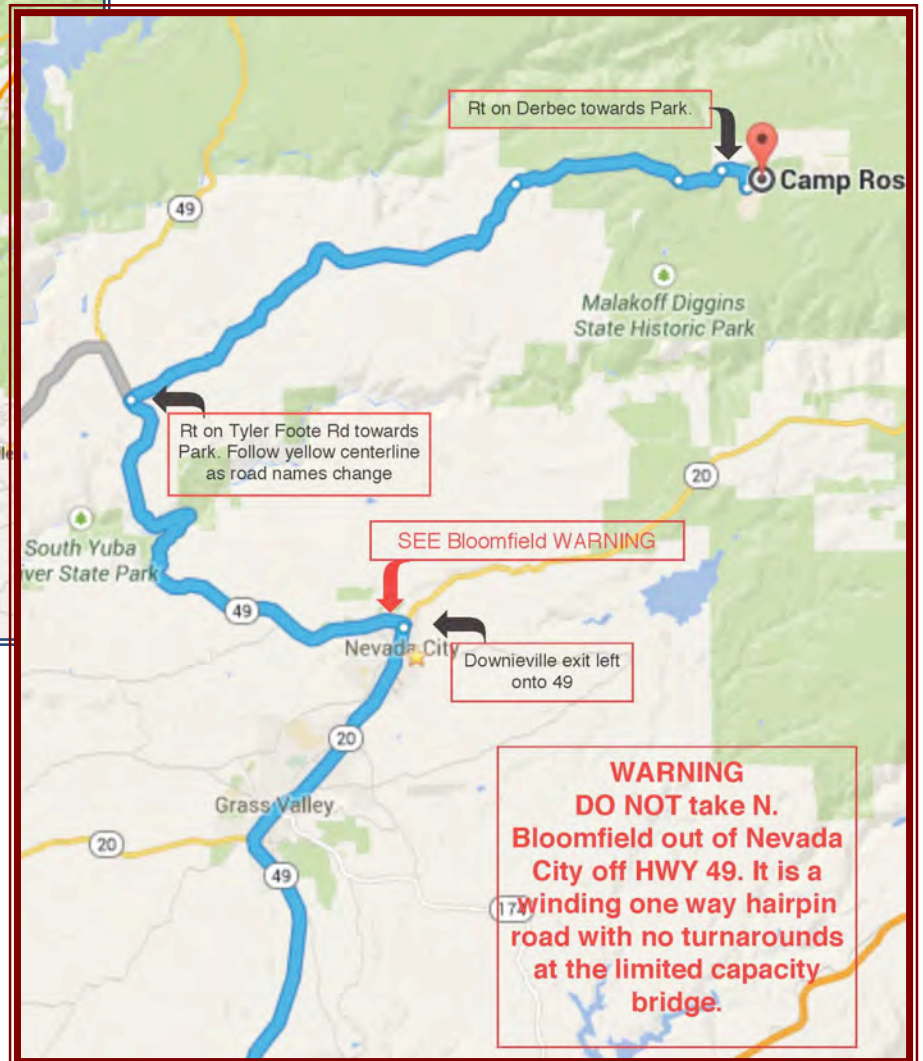 Rt on Derbec towards Park.
Camp Ros
49
Malakoff Diggins
State Historic Park
Rt on Tyler Foote Rd towards
Park. Follow yellow centerline
as road names change
20
SEE Bloomfield WARNING
South Yuba
ver State Park
49
Nevada City
Downieville exit left
onto 49
20
Grass Valley
20
49
174
WARNING
DO NOT take N.
Bloomfield out of Nevada
City off HWY 49. It is a
winding one way hairpin
road with no turnarounds
at the limited capacity
bridge.